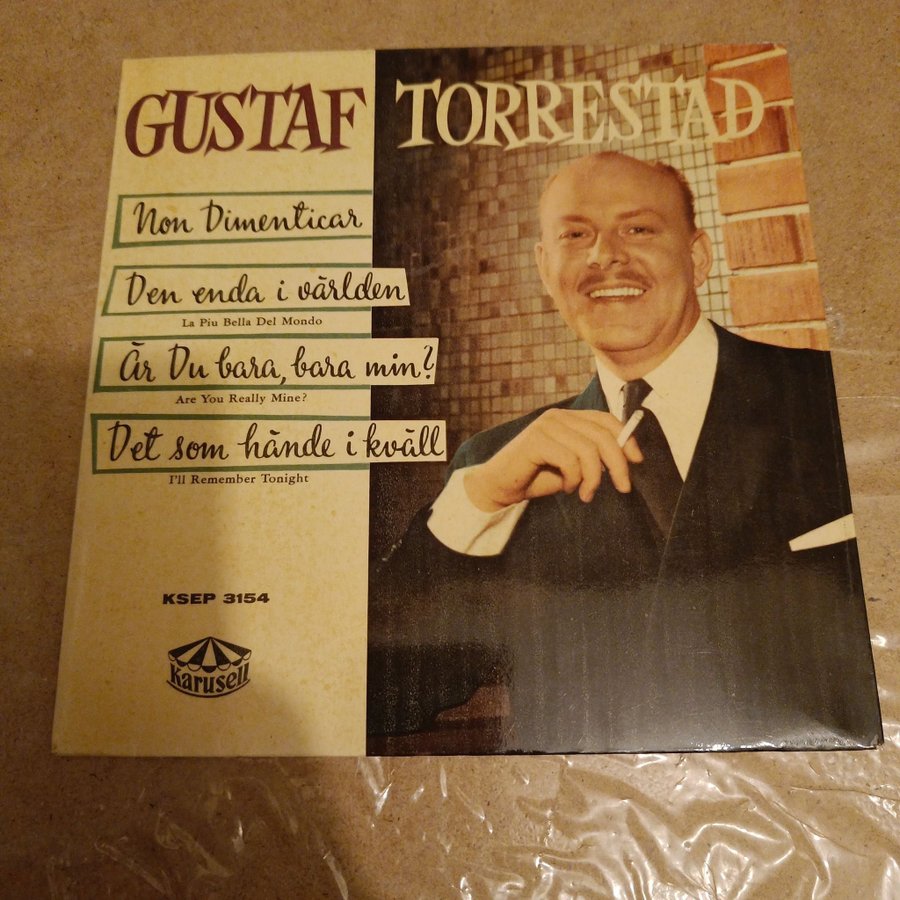 GUSTAF TORRESTAD
Non Dimenticar
Den enda i världen
La Piu Bella Del Mondo
Är Du bara, bara min?
Are You Really Mine?
Det som hände i kväll
I'll Remember Tonight
KSEP 3154
Karusell